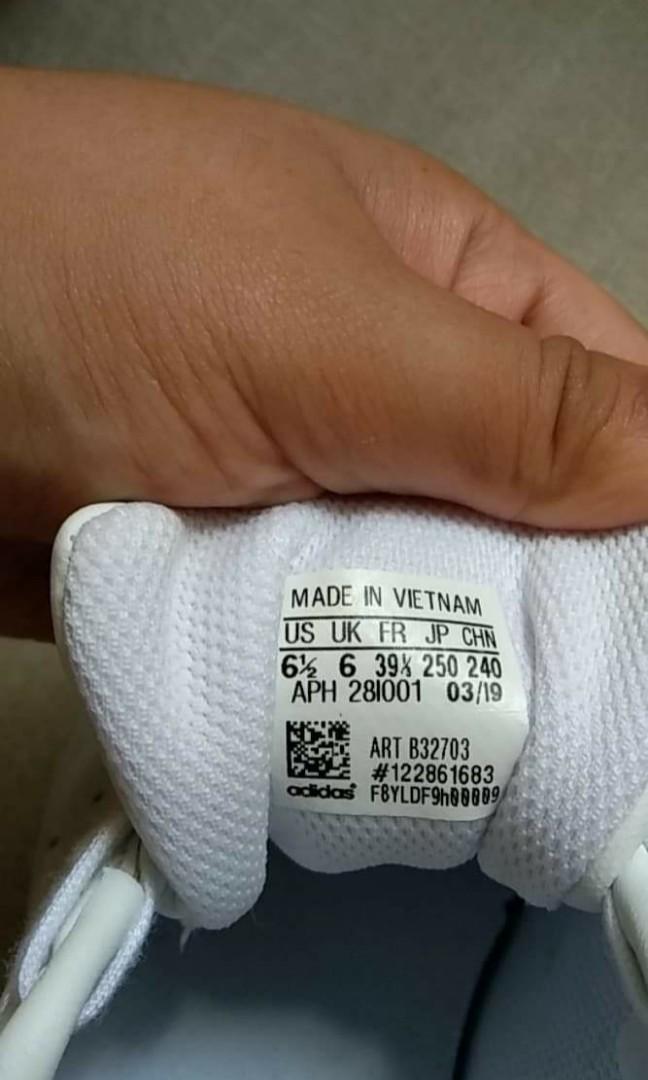 MADE IN VIETNAM
US UK FR JP CHN
6½ 6 39⅓ 250 240
APH 28I001 03/19
ART B32703
#122861683
adidas F8YLDF9h00009